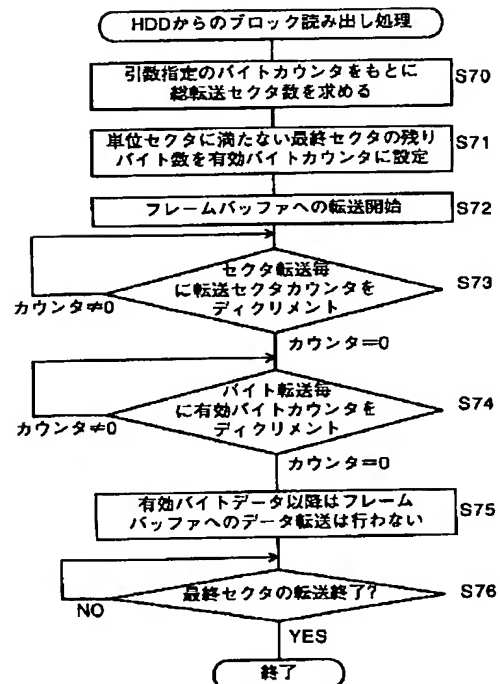 HDDからのブロック読み出し処理
引数指定のバイトカウンタをもとに
総転送セクタ数を求める
S70
単位セクタに満たない最終セクタの残り
バイト数を有効バイトカウンタに設定
S71
フレームバッファへの転送開始
S72
セクタ転送毎
に転送セクタカウンタを
ディクリメント
S73
カウンタ≠0
カウンタ=0
バイト転送毎
に有効バイトカウンタを
ディクリメント
S74
カウンタ≠0
カウンタ=0
有効バイトデータ以降はフレーム
バッファへのデータ転送は行わない
S75
最終セクタの転送終了?
S76
NO
YES
終了